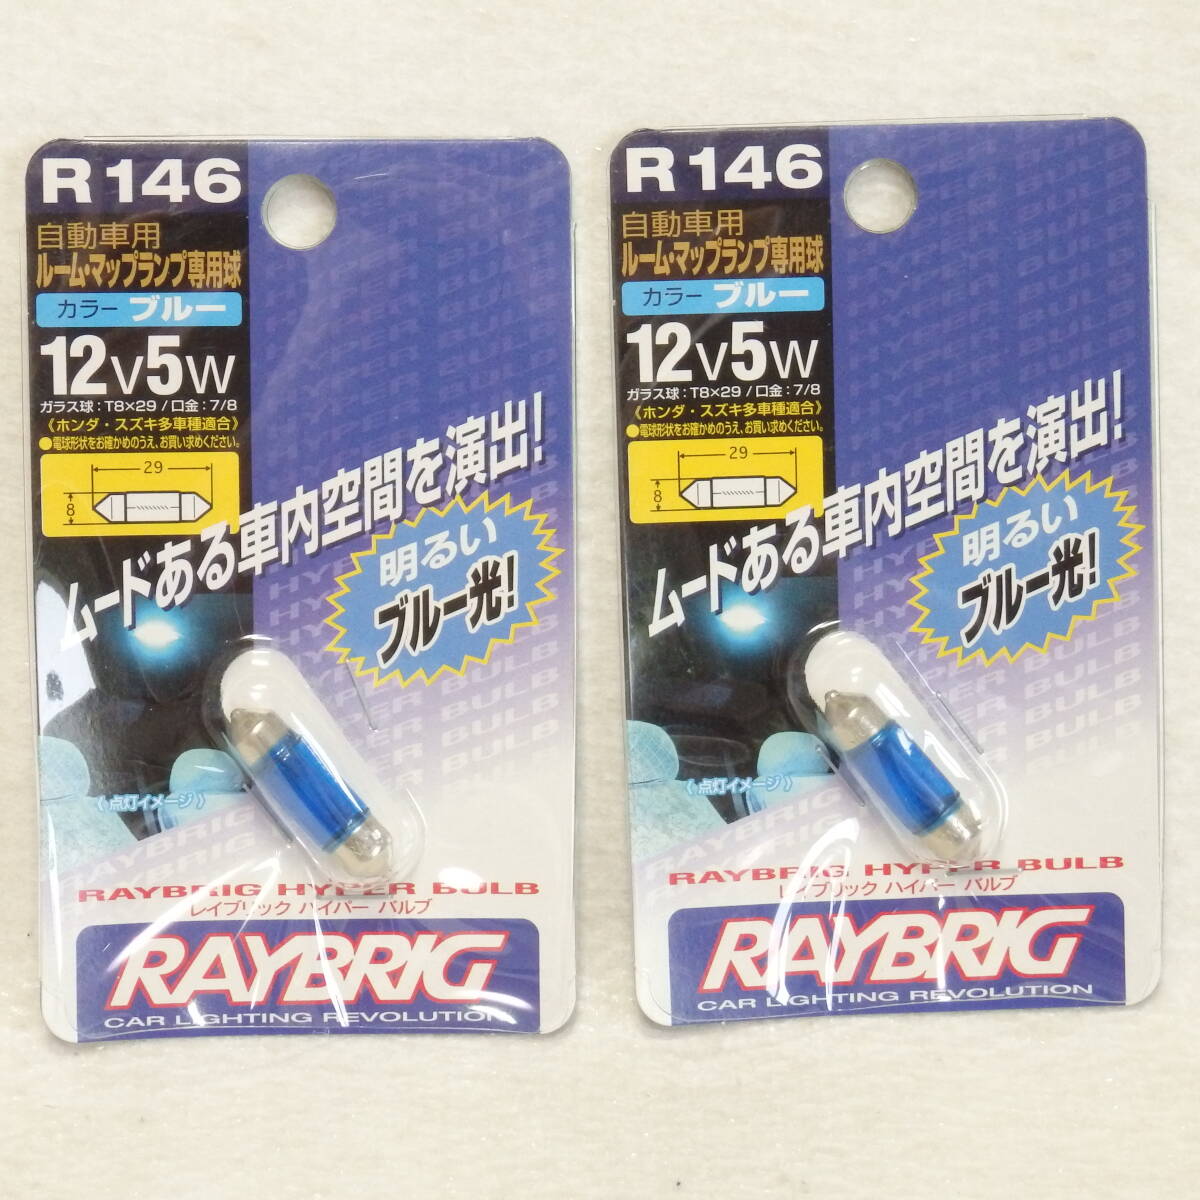 R146
自動車用
ルーム・マップランプ専用球
カラー ブルー
12V5W
ガラス球:T8×29/口金:7/8
《ホンダ・スズキ多車種適合》
●電球形状をお確かめのうえ、お買い求めください。
29
8
ムードある車内空間を演出!
明るい
ブルー光!
〈点灯イメージ〉
RAYBRIG HYPER BULB
レイブリック ハイパー バルブ
RAYBRIG
CAR LIGHTING REVOLUTION
R146
自動車用
ルーム・マップランプ専用球
カラー ブルー
12V5W
ガラス球:T8×29/口金:7/8
《ホンダ・スズキ多車種適合》
●電球形状をお確かめのうえ、お買い求めください。
29
8
ムードある車内空間を演出!
明るい
ブルー光!
〈点灯イメージ〉
RAYBRIG HYPER BULB
レイブリック ハイパー バルブ
RAYBRIG
CAR LIGHTING REVOLUTION